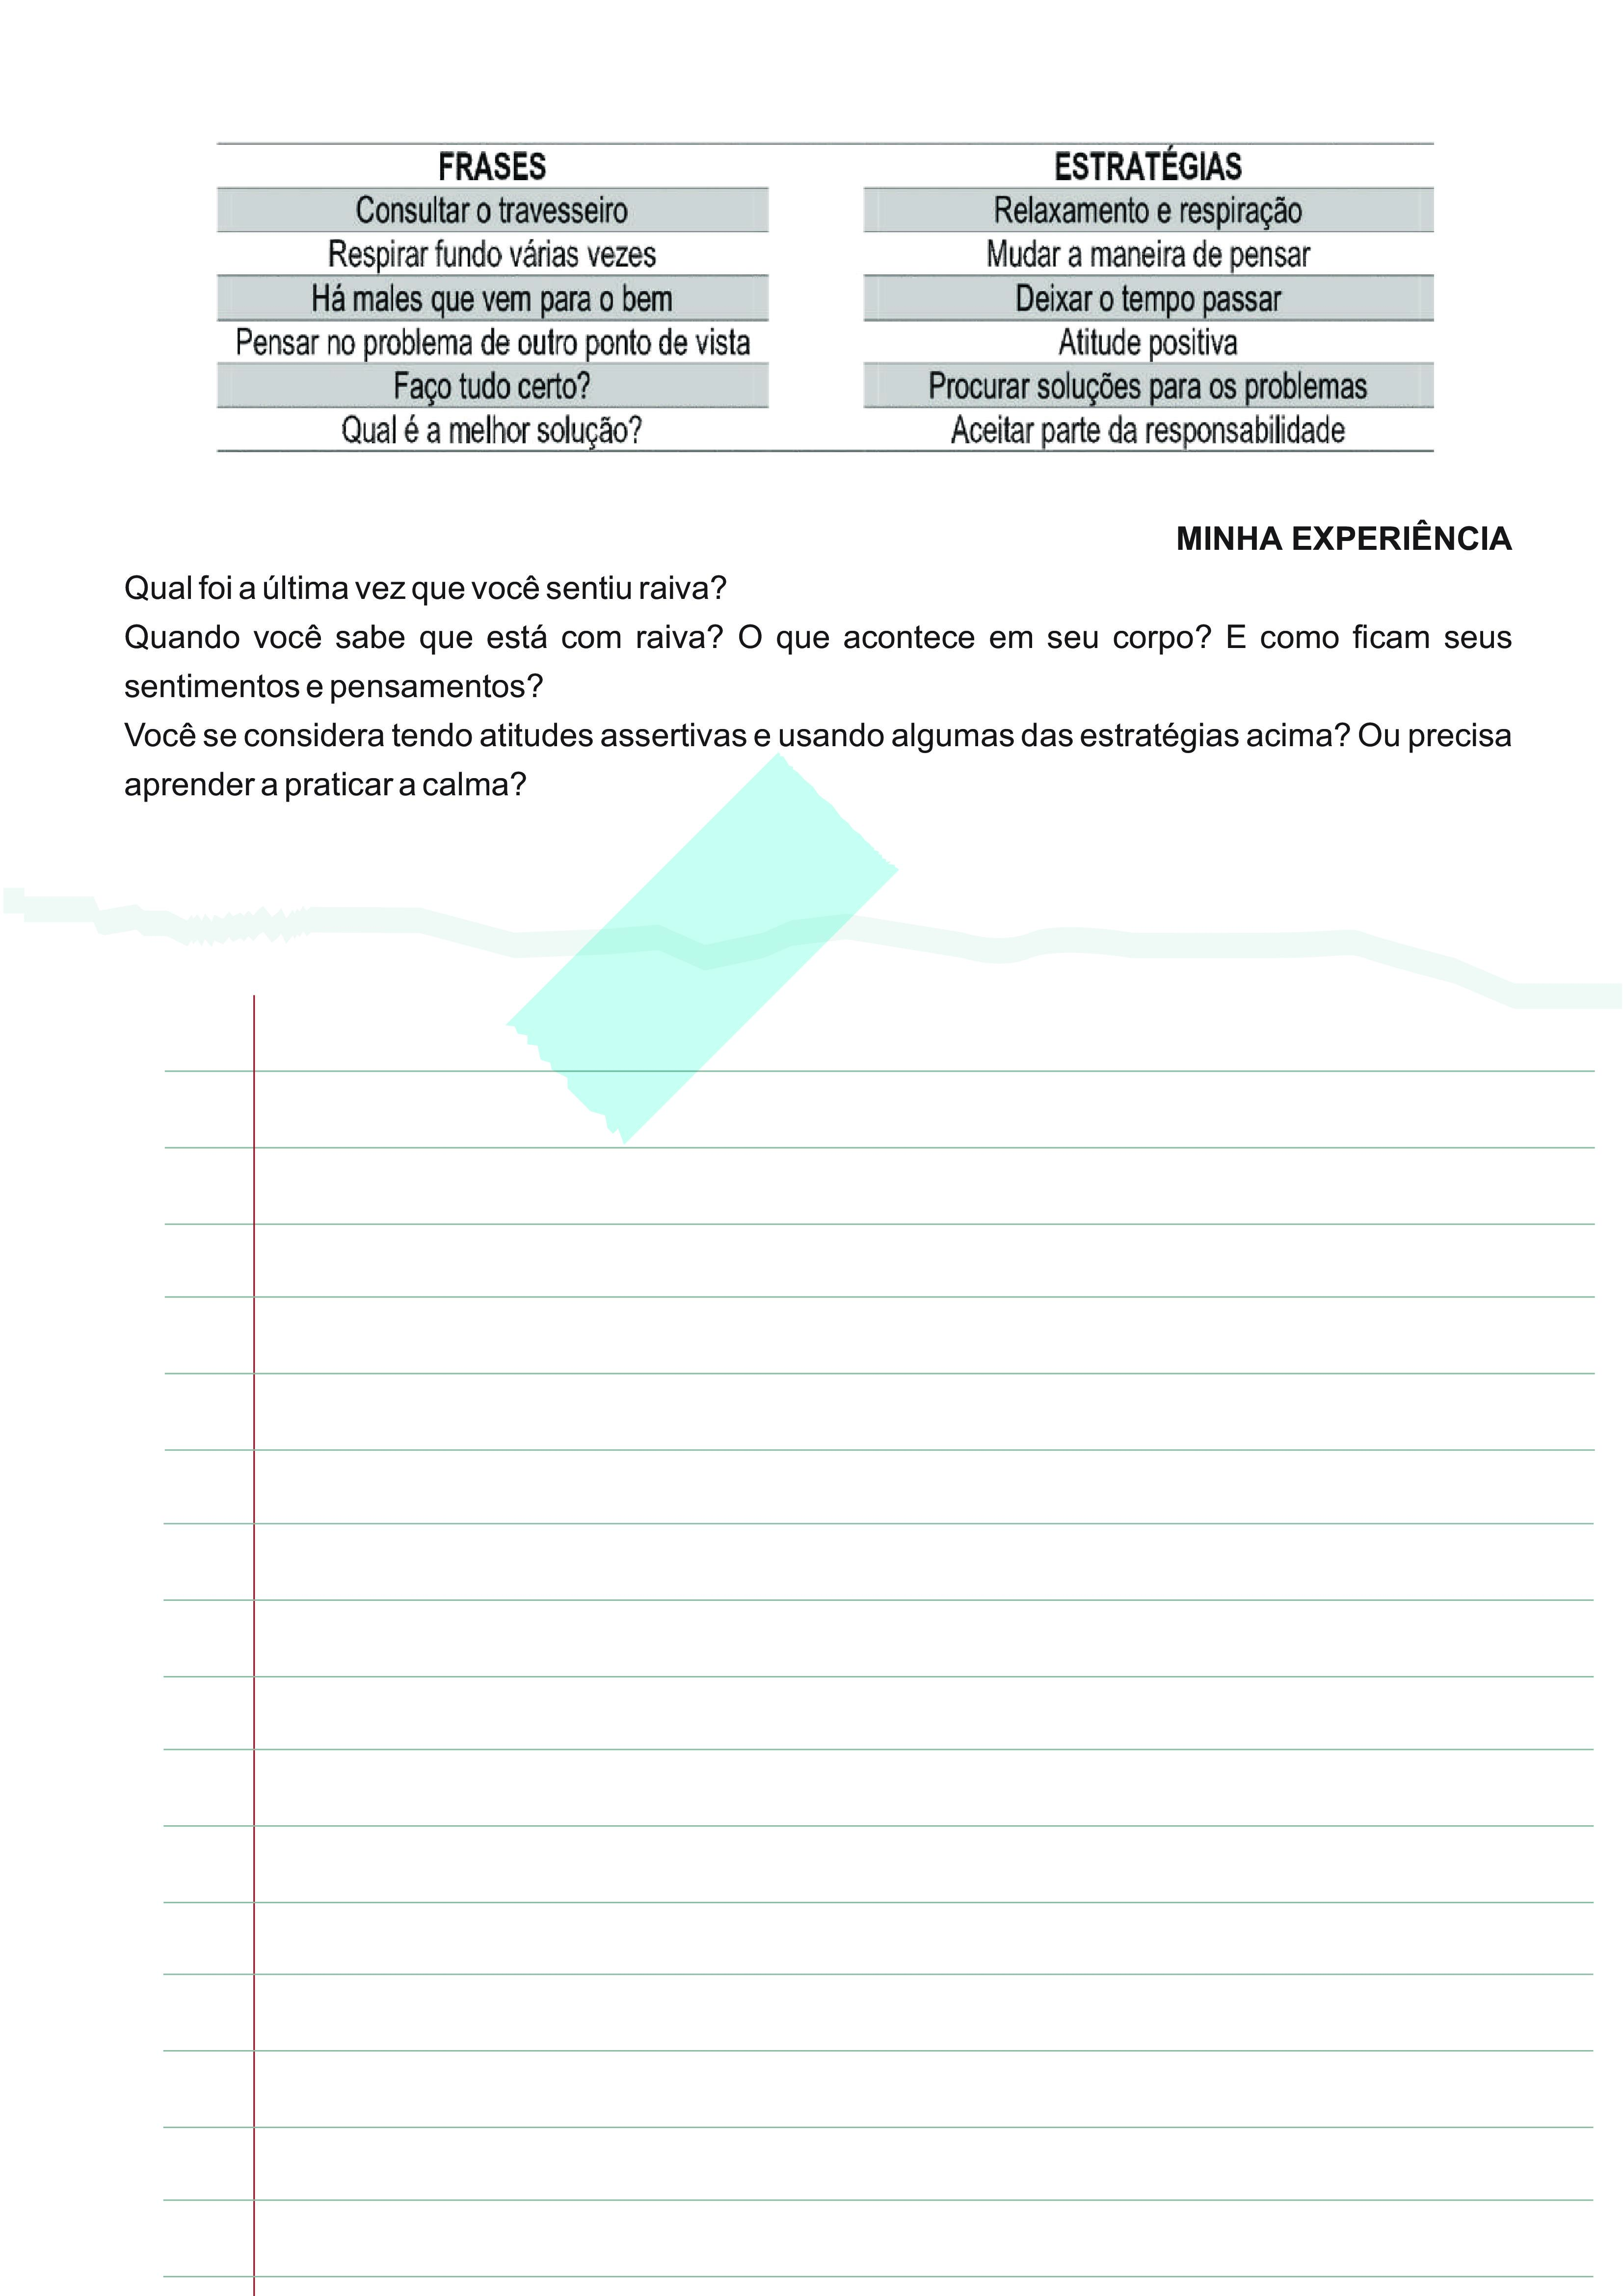 FRASES ESTRATÉGIAS
Consultar o travesseiro Relaxamento e respiração
Respirar fundo várias vezes Mudar a maneira de pensar
Há males que vem para o bem Deixar o tempo passar
Pensar no problema de outro ponto de vista Atitude positiva
Faço tudo certo? Procurar soluções para os problemas
Qual é a melhor solução? Aceitar parte da responsabilidade
MINHA EXPERIÊNCIA
Qual foi a última vez que você sentiu raiva?
Quando você sabe que está com raiva? O que acontece em seu corpo? E como ficam seus
sentimentos e pensamentos?
Você se considera tendo atitudes assertivas e usando algumas das estratégias acima? Ou precisa
aprender a praticar a calma?